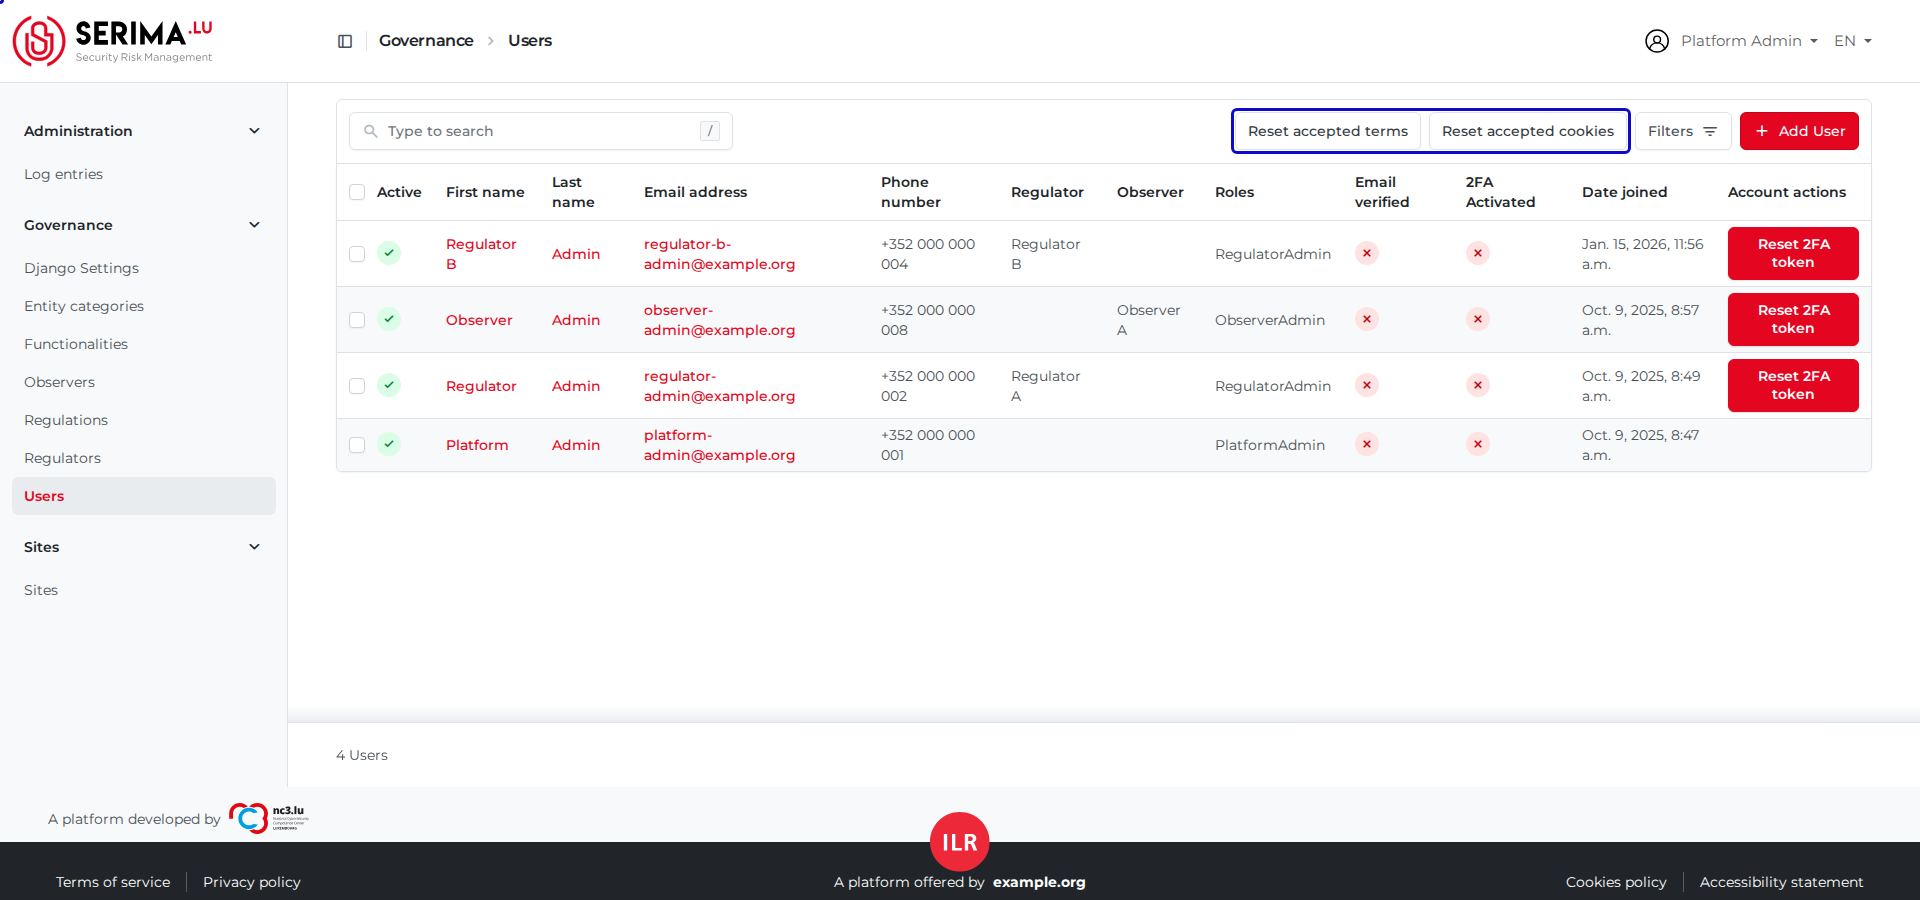 SERIMA.LU
Security Risk Management
Governance
Users
Platform Admin
EN
Administration
Log entries
Governance
Django Settings
Entity categories
Functionalities
Observers
Regulations
Regulators
Users
Sites
Sites
Type to search
/
Reset accepted terms
Reset accepted cookies
Filters
+ Add User
Active First name Last name Email address Phone number Regulator Observer Roles Email verified 2FA Activated Date joined Account actions
Regulator B Admin regulator-b-admin@example.org +352 000 000 004 Regulator B RegulatorAdmin Jan. 15, 2026, 11:56 a.m. Reset 2FA token
Observer Admin observer-admin@example.org +352 000 000 008 Observer A ObserverAdmin Oct. 9, 2025, 8:57 a.m. Reset 2FA token
Regulator Admin regulator-admin@example.org +352 000 000 002 Regulator A RegulatorAdmin Oct. 9, 2025, 8:49 a.m. Reset 2FA token
Platform Admin platform-admin@example.org +352 000 000 001 PlatformAdmin Oct. 9, 2025, 8:47 a.m.
4 Users
A platform developed by
nc3.lu
ILR
Terms of service
Privacy policy
A platform offered by example.org
Cookies policy
Accessibility statement